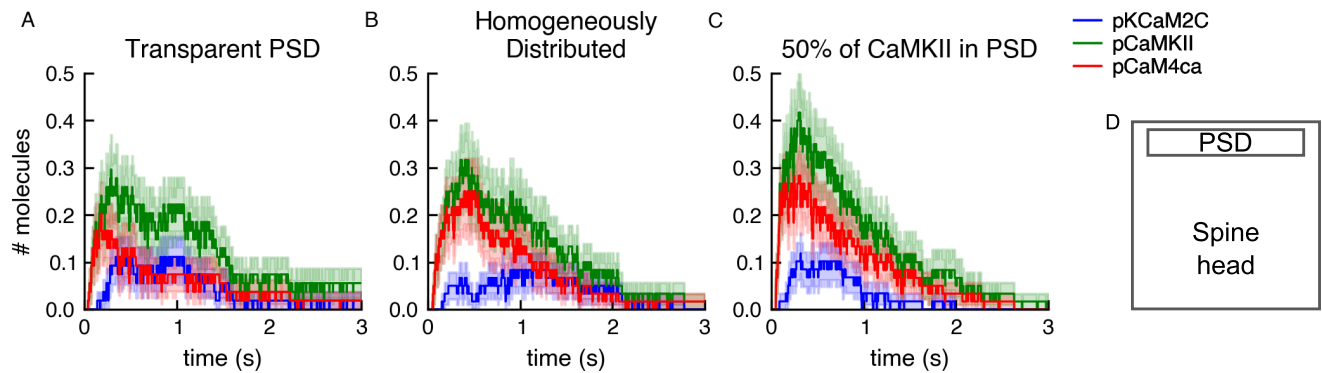 A
Transparent PSD
# molecules
0.5
0.4
0.3
0.2
0.1
0.0
0
1
2
3
time (s)
B
Homogeneously
Distributed
0.5
0.4
0.3
0.2
0.1
0.0
0
1
2
3
time (s)
C
50% of CaMKII in PSD
0.5
0.4
0.3
0.2
0.1
0.0
0
1
2
3
time (s)
pKCaM2C
pCaMKII
pCaM4ca
D
PSD
Spine
head